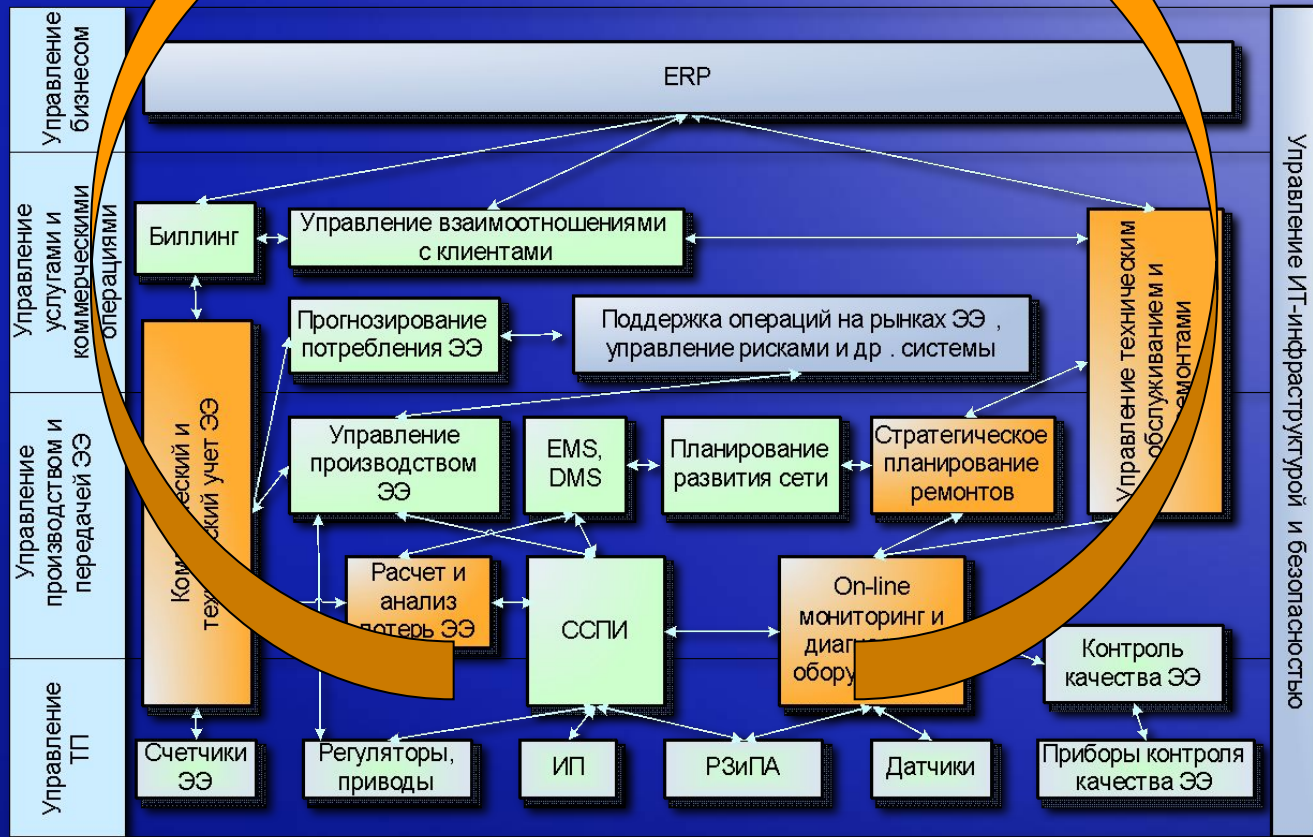 Управление
бизнесом
ERP
Управление
услугами и
коммерческими
операциями
Биллинг
Управление взаимоотношениями
с клиентами
Прогнозирование
потребления ЭЭ
Поддержка операций на рынках ЭЭ ,
управление рисками и др . системы
Управление техническим
обслуживанием и
емонтами
Управление
производством и
передачей ЭЭ
и
учет ЭЭ
Управление
производством
ЭЭ
EMS,
DMS
Планирование
развития сети
Стратегическое
планирование
ремонтов
Расчет и
анализ
потерь ЭЭ
ССПИ
On-line
мониторинг и
Контроль
качества ЭЭ
Управление
ТП
Счетчики
ЭЭ
Регуляторы,
приводы
ИП
РЗиПА
Датчики
Приборы контроля
качества ЭЭ
Управление ИТ-инфраструктурой и безопасностью